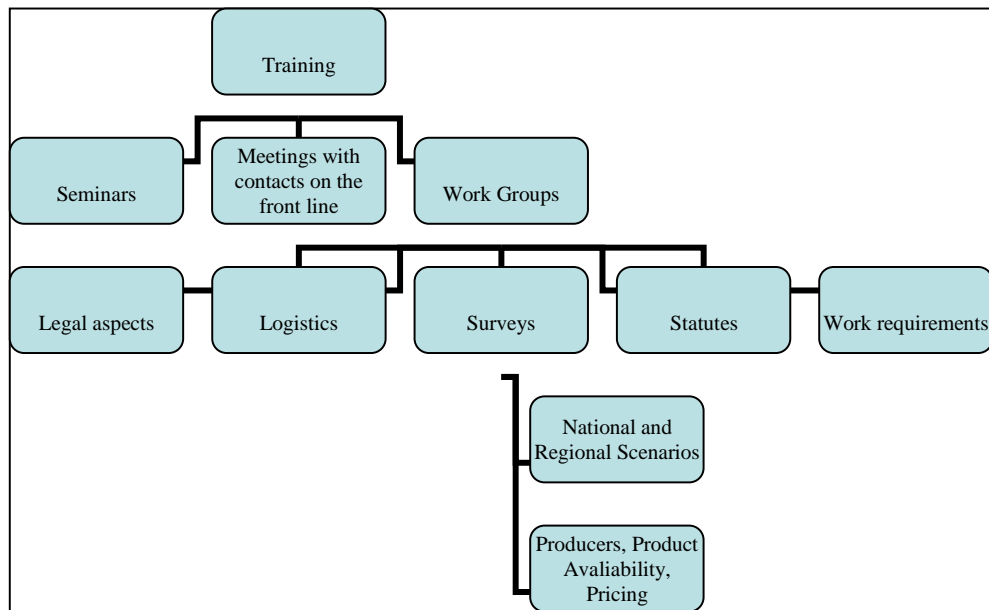 Training
Seminars
Meetings with
contacts on the
front line
Work Groups
Legal aspects
Logistics
Surveys
Statutes
Work requirements
National and
Regional Scenarios
Producers, Product
Avaliability,
Pricing